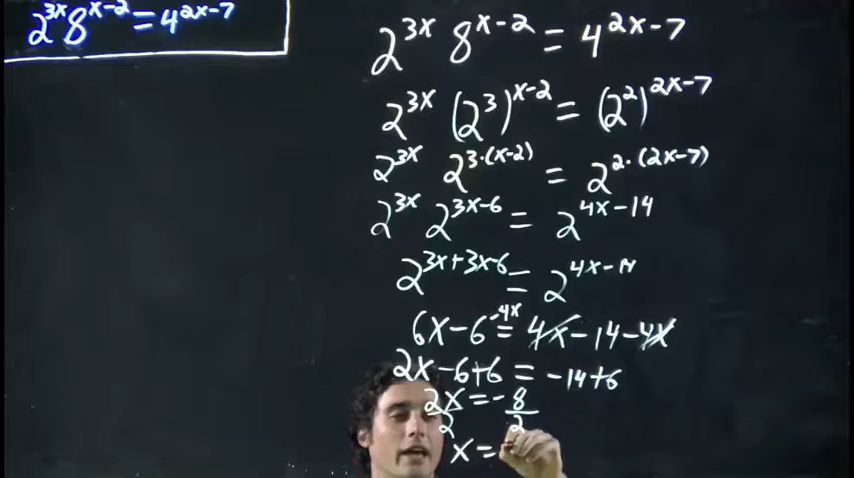 2^{3x} 8^{x-2} = 4^{2x-7}
2^{3x} 8^{x-2} = 4^{2x-7}
2^{3x} (2^3)^{x-2} = (2^2)^{2x-7}
2^{3x} 2^{3·(x-2)} = 2^{2·(2x-7)}
2^{3x} 2^{3x-6} = 2^{4x-14}
2^{3x+3x-6} = 2^{4x-14}
6x-6-4x = 4x-14-4x
2x-6+6 = -14+6
2x/2 = -8/2
x =